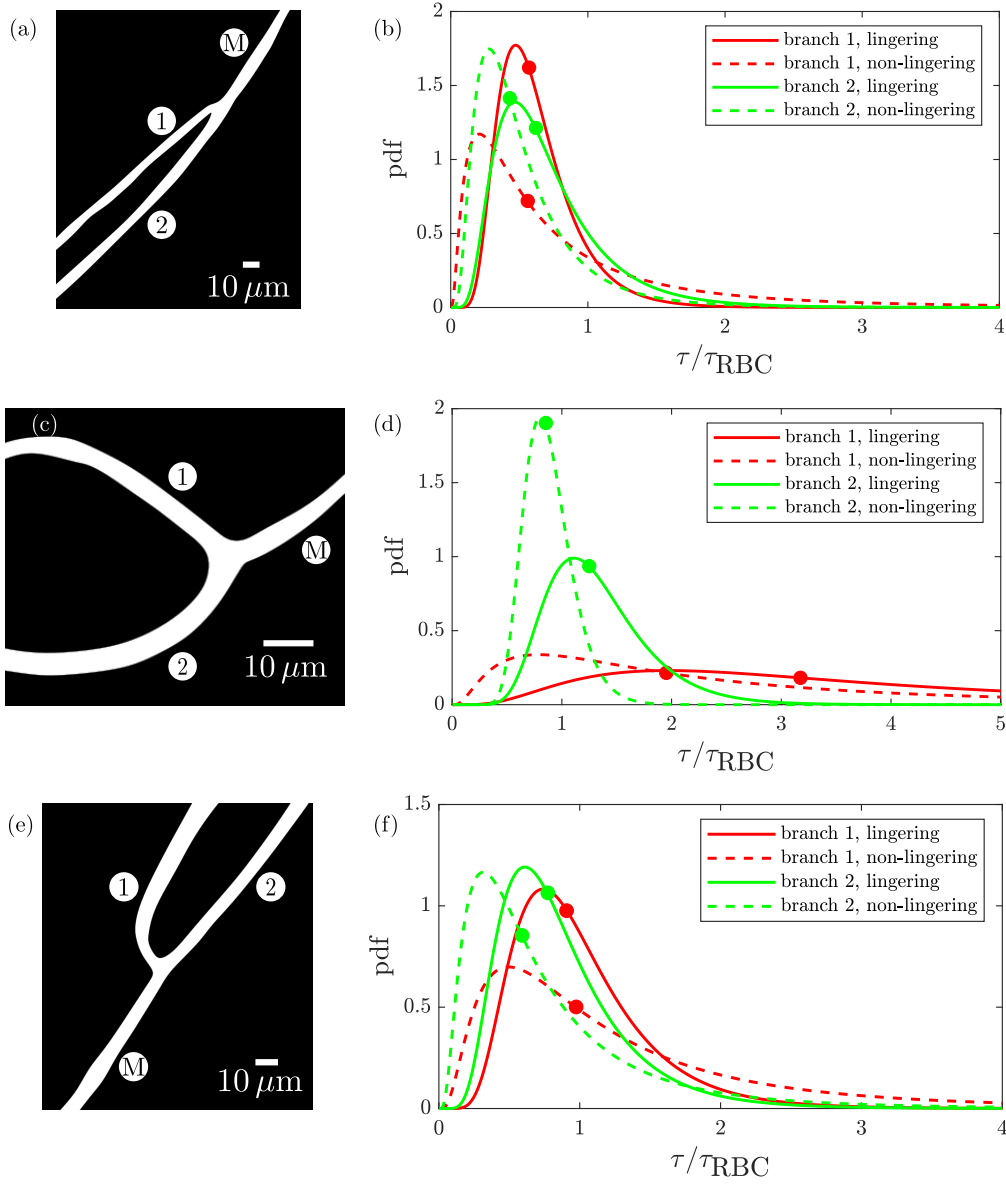 (a)
M
1
2
10 μm
(b)
2
1.5
1
0.5
0
pdf
branch 1, lingering
branch 1, non-lingering
branch 2, lingering
branch 2, non-lingering
0 1 2 3 4
τ/τRBC
(c)
1
M
2
10 μm
(d)
2
1.5
1
0.5
0
pdf
branch 1, lingering
branch 1, non-lingering
branch 2, lingering
branch 2, non-lingering
0 1 2 3 4 5
τ/τRBC
(e)
1
2
M
10 μm
(f)
1.5
1
0.5
0
pdf
branch 1, lingering
branch 1, non-lingering
branch 2, lingering
branch 2, non-lingering
0 1 2 3 4
τ/τRBC